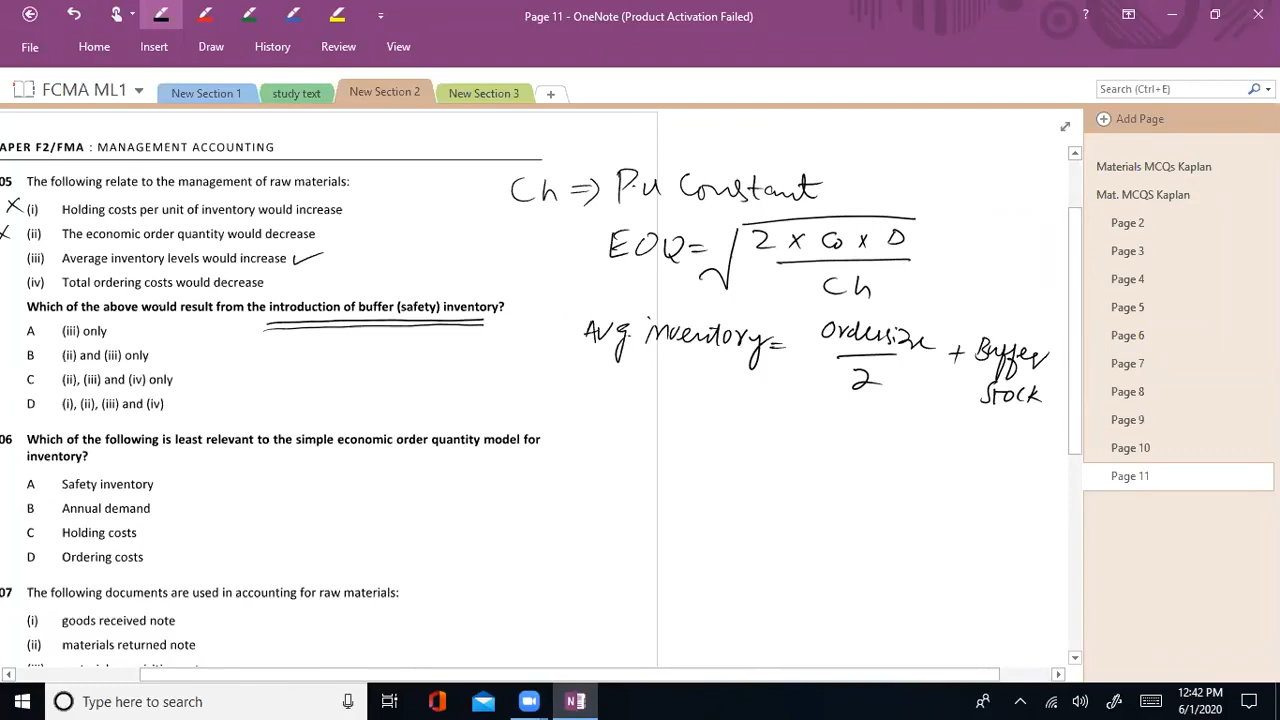 Page 11 - OneNote (Product Activation Failed)
?
File Home Insert Draw History Review View
FCMA ML1 New Section 1 study text New Section 2 New Section 3 +
Search (Ctrl+E)
Add Page
Materials MCQs Kaplan
Mat. MCQS Kaplan
Page 2
Page 3
Page 4
Page 5
Page 6
Page 7
Page 8
Page 9
Page 10
Page 11
APER F2/FMA : MANAGEMENT ACCOUNTING
05 The following relate to the management of raw materials:
(i) Holding costs per unit of inventory would increase
(ii) The economic order quantity would decrease
(iii) Average inventory levels would increase
(iv) Total ordering costs would decrease
Which of the above would result from the introduction of buffer (safety) inventory?
A (iii) only
B (ii) and (iii) only
C (ii), (iii) and (iv) only
D (i), (ii), (iii) and (iv)
06 Which of the following is least relevant to the simple economic order quantity model for
inventory?
A Safety inventory
B Annual demand
C Holding costs
D Ordering costs
07 The following documents are used in accounting for raw materials:
(i) goods received note
(ii) materials returned note
Ch ⇒ P.u Constant
EOQ = √ 2 × Co × D
Ch
Avg. inventory = Ordersize + Buffer
2 Stock
Type here to search
12:42 PM
6/1/2020